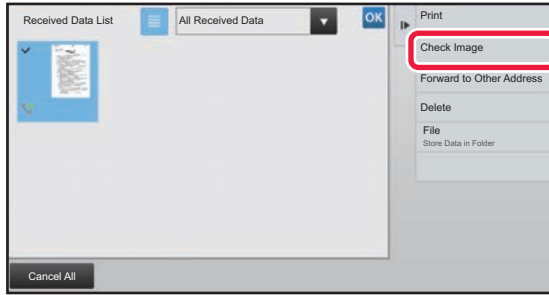 Received Data List
All Received Data
OK
Print
Check Image
Forward to Other Address
Delete
File
Store Data in Folder
Cancel All